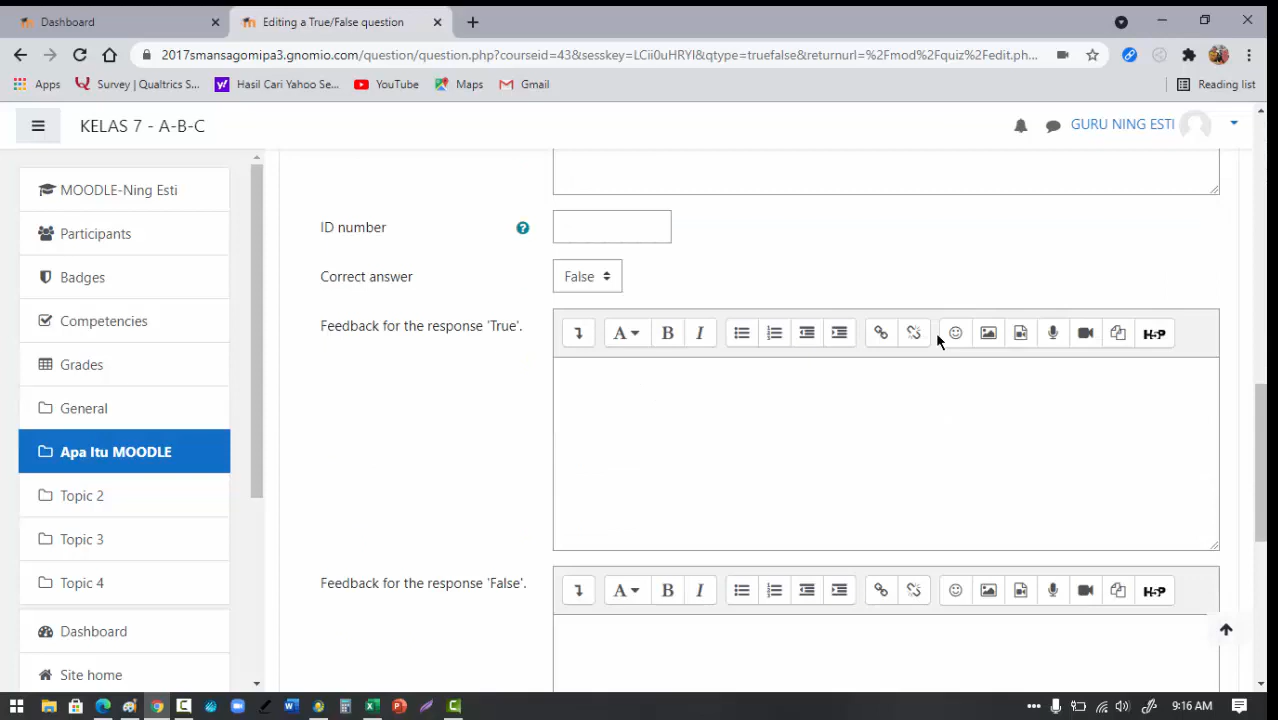 Dashboard
Editing a True/False question
2017smansagomipa3.gnomio.com/question/question.php?courseid=43&sesskey=LCii0uHRYI&qtype=truefalse&returnurl=%2Fmod%2Fquiz%2Fedit.ph...
Apps
Survey | Qualtrics S...
Hasil Cari Yahoo Se...
YouTube
Maps
Gmail
Reading list
KELAS 7 - A-B-C
GURU NING ESTI
MOODLE-Ning Esti
Participants
Badges
Competencies
Grades
General
Apa Itu MOODLE
Topic 2
Topic 3
Topic 4
Dashboard
Site home
ID number
Correct answer
False
Feedback for the response 'True'.
A B I
H-P
Feedback for the response 'False'.
A B I
H-P
9:16 AM